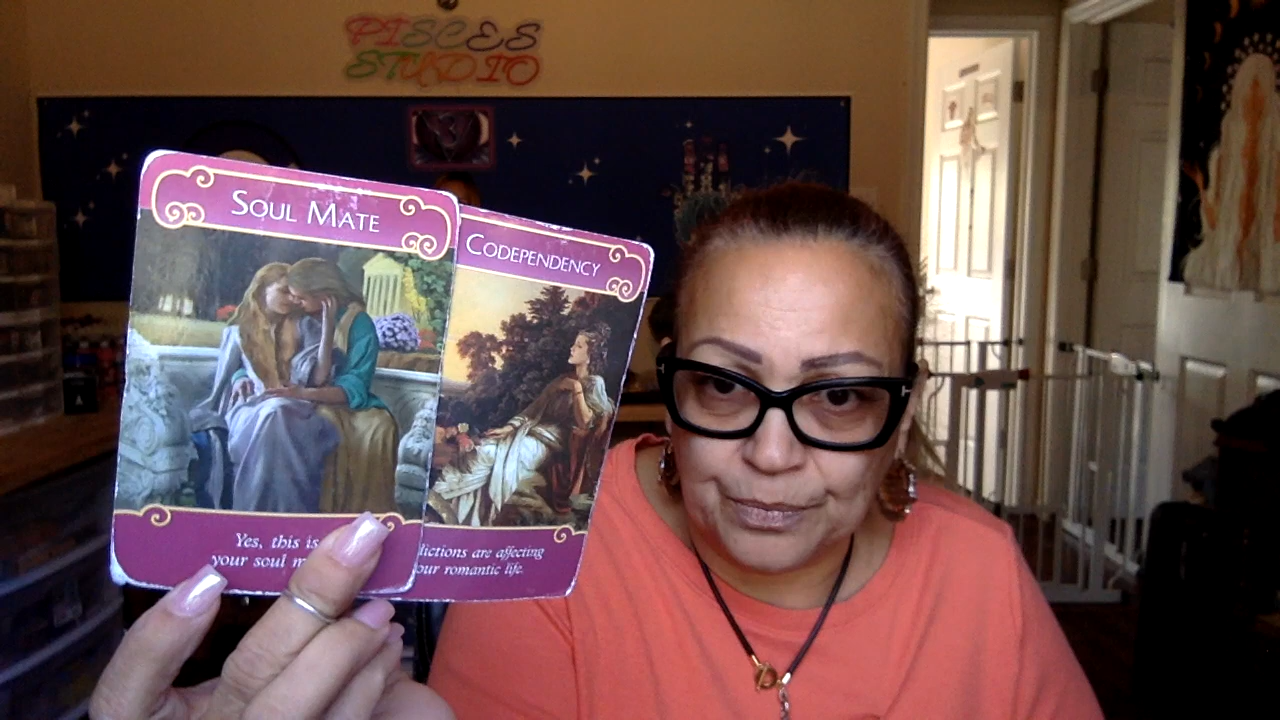 PISCES
STUDIO
SOUL MATE
CODEPENDENCY
Yes, this is
your soul m
dictions are affecting
our romantic life.